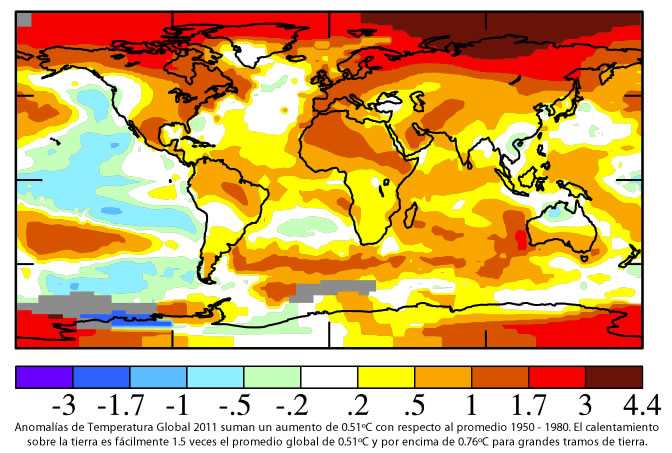 -3 -1.7 -1 -.5 -.2 .2 .5 1 1.7 3 4.4
Anomalías de Temperatura Global 2011 suman un aumento de 0.51ºC con respecto al promedio 1950 - 1980. El calentamiento
sobre la tierra es fácilmente 1.5 veces el promedio global de 0.51ºC y por encima de 0.76ºC para grandes tramos de tierra.